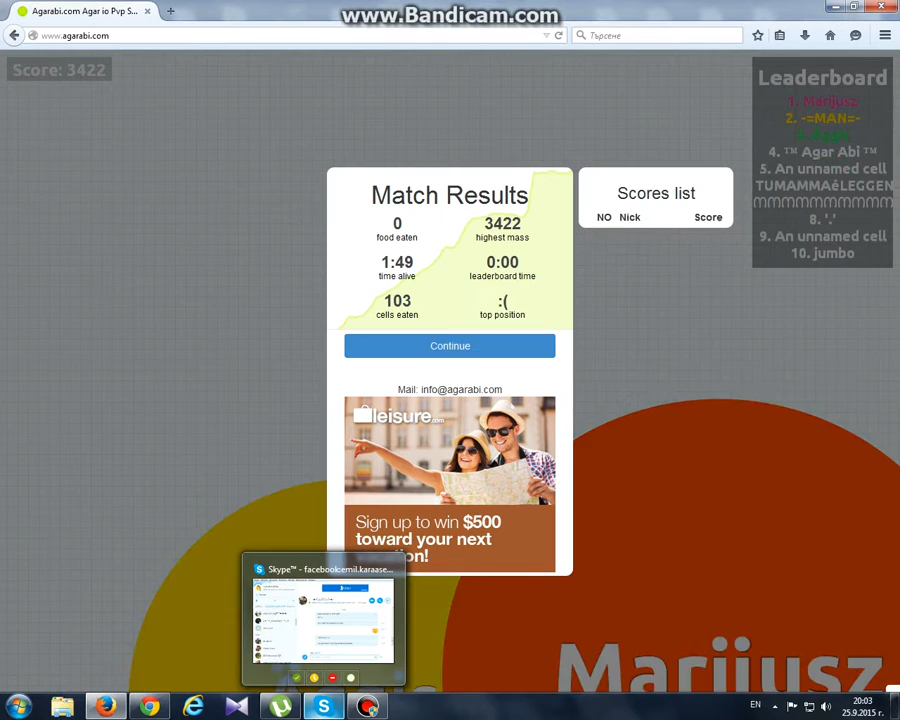 www.Bandicam.com
Agarabi.com Agar io Pvp S...
www.agarabi.com
Търсене
Score: 3422
Leaderboard
1. Marijusz
2. -=MAN=-
4. ™ Agar Abi ™
5. An unnamed cell
TUMAMMAéLEGGEN
8. '.'
9. An unnamed cell
10. jumbo
Match Results
0
food eaten
3422
highest mass
1:49
time alive
0:00
leaderboard time
103
cells eaten
:(
top position
Continue
Mail: info@agarabi.com
leisure.com
Sign up to win $500
toward your next
Scores list
NO Nick Score
Skype™ - facebook:cemil.karaase...
Marijusz
EN
20:03
25.9.2015 г.